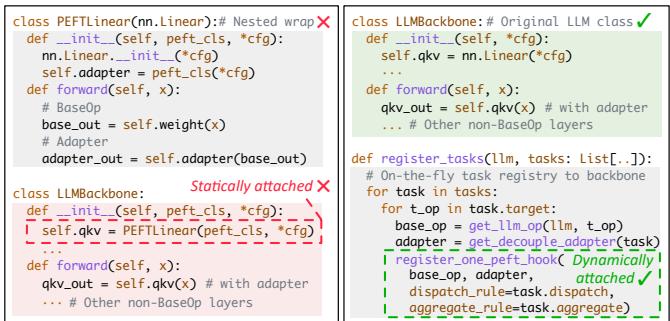 class PEFTLinear(nn.Linear):# Nested wrap
def __init__(self, peft_cls, *cfg):
nn.Linear.__init__(*cfg)
self.adapter = peft_cls(*cfg)
def forward(self, x):
# BaseOp
base_out = self.weight(x)
# Adapter
adapter_out = self.adapter(base_out)
Statically attached
class LLMBackbone:
def __init__(self, peft_cls, *cfg):
self.qkv = PEFTLinear(peft_cls, *cfg)
...
def forward(self, x):
qkv_out = self.qkv(x) # with adapter
... # Other non-BaseOp layers
class LLMBackbone:# Original LLM class
def __init__(self, *cfg):
self.qkv = nn.Linear(*cfg)
...
def forward(self, x):
qkv_out = self.qkv(x) # with adapter
... # Other non-BaseOp layers
def register_tasks(llm, tasks: List[..]):
# On-the-fly task registry to backbone
for task in tasks:
for t_op in task.target:
base_op = get_llm_op(llm, t_op)
adapter = get_decouple_adapter(task)
register_one_peft_hook( Dynamically
base_op, adapter, attached
dispatch_rule=task.dispatch,
aggregate_rule=task.aggregate)